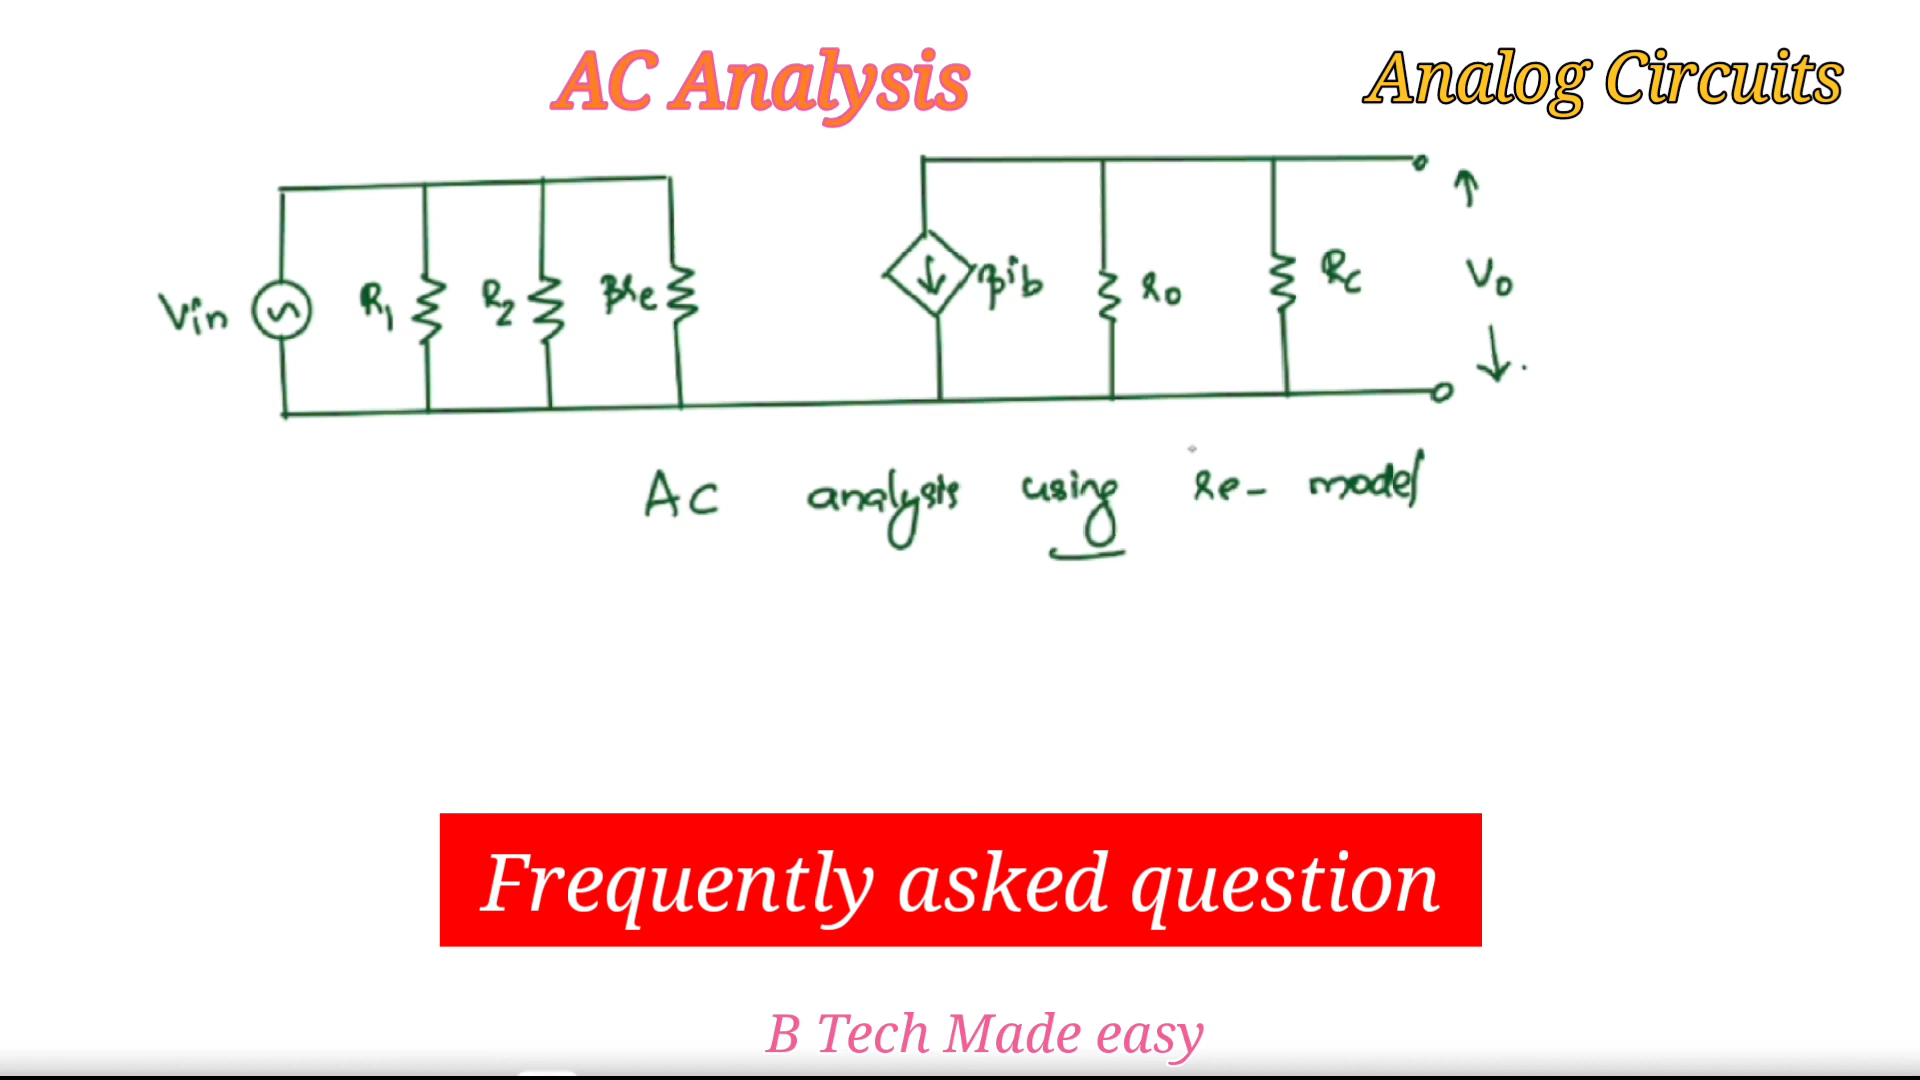 AC Analysis
Analog Circuits
Vin
R1
R2
βre
βib
ro
Rc
Vo
AC analysis using re- model
Frequently asked question
B Tech Made easy